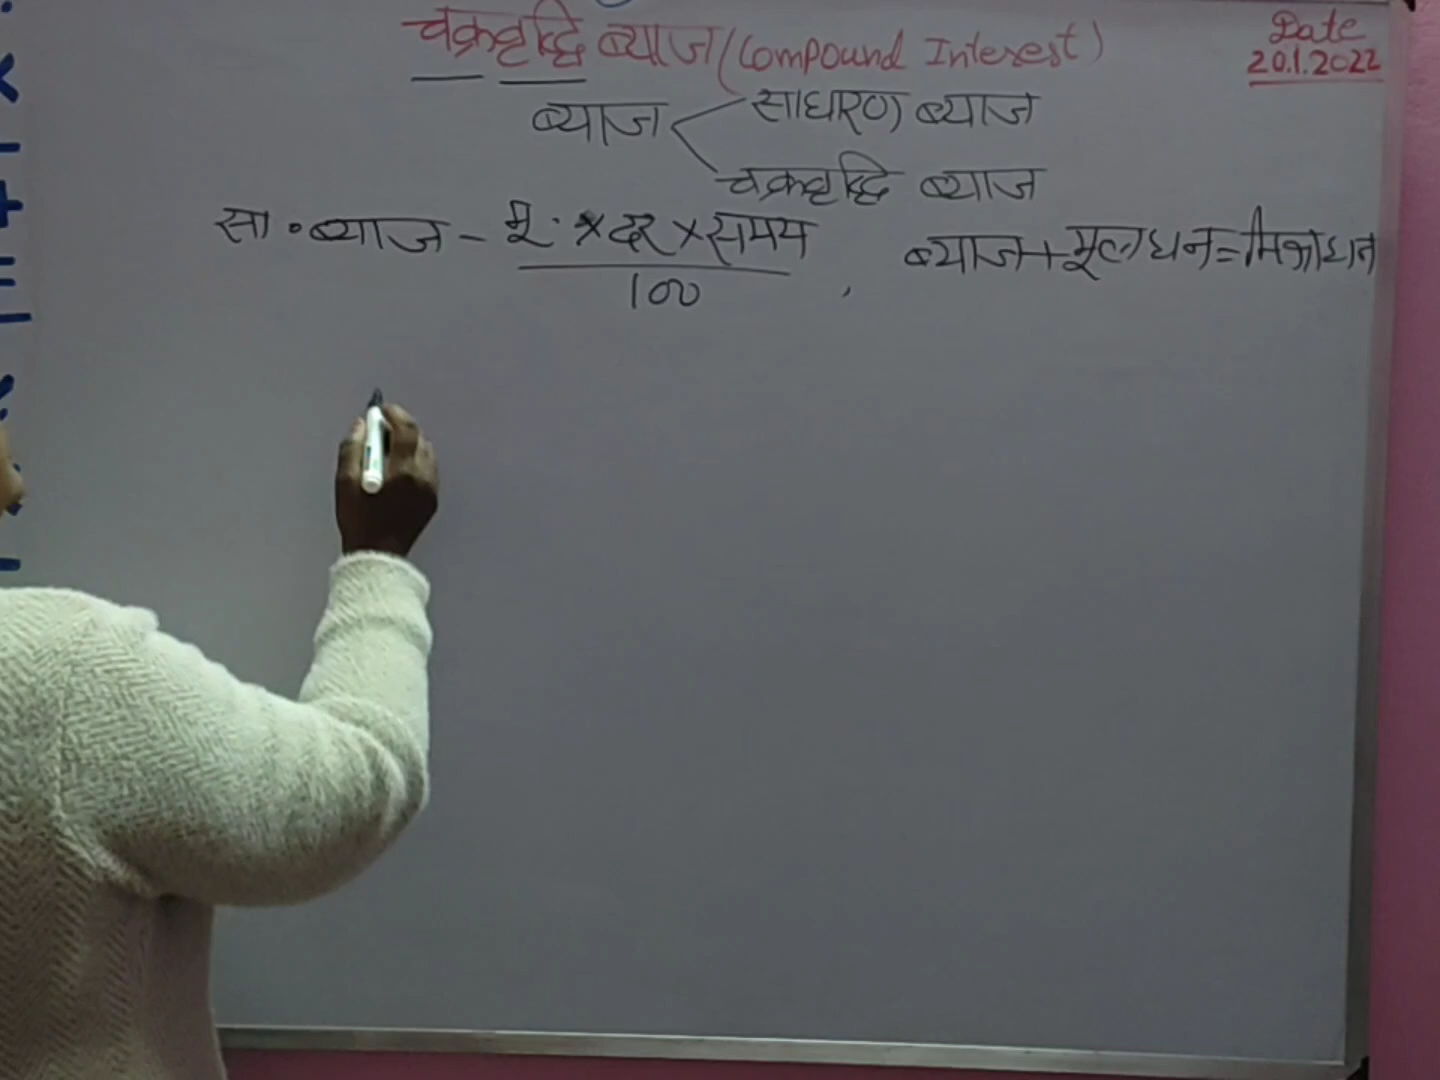 चक्रवृद्धि ब्याज (Compound Interest)
Date
20.1.2022
ब्याज < साधारण ब्याज
चक्रवृद्धि ब्याज
सा॰ ब्याज - मू. × दर × समय
100
, ब्याज + मूलधन = मिश्रधन